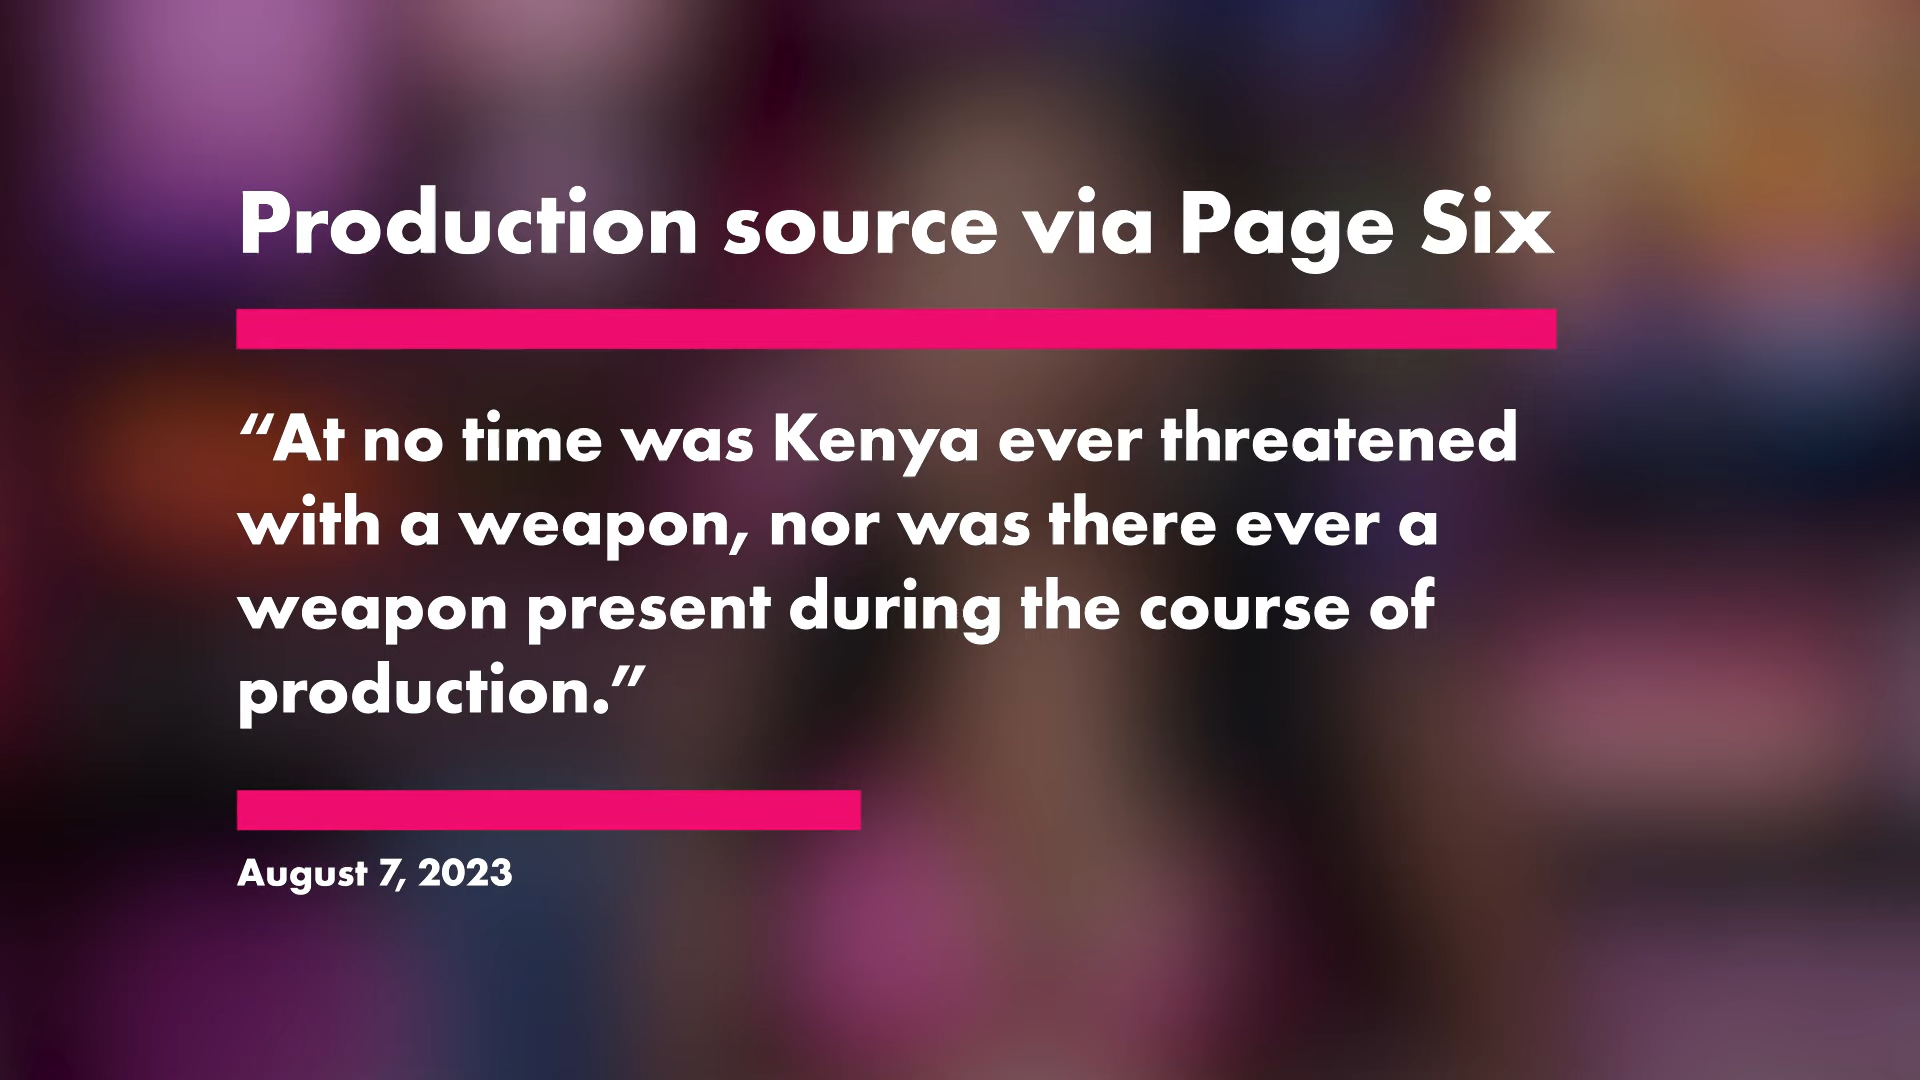 Production source via Page Six
“At no time was Kenya ever threatened
with a weapon, nor was there ever a
weapon present during the course of
production.”
August 7, 2023